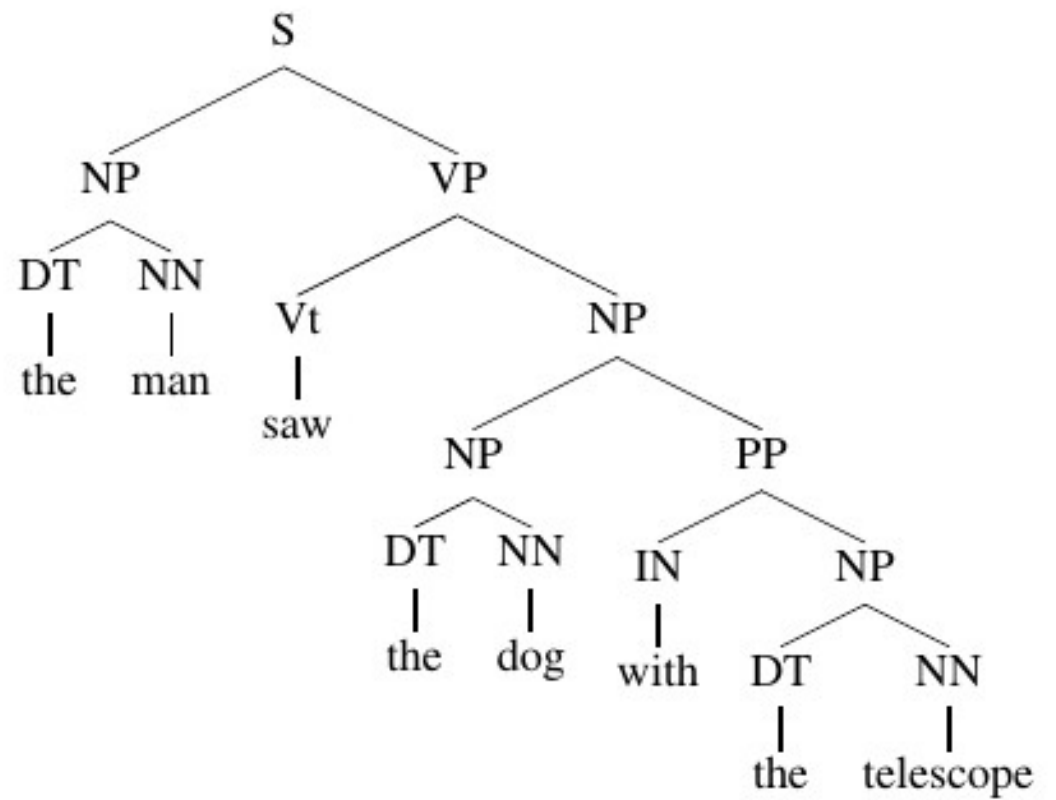 S
NP VP
DT NN
Vt NP
the man
saw
NP PP
DT NN IN NP
the dog with
DT NN
the telescope